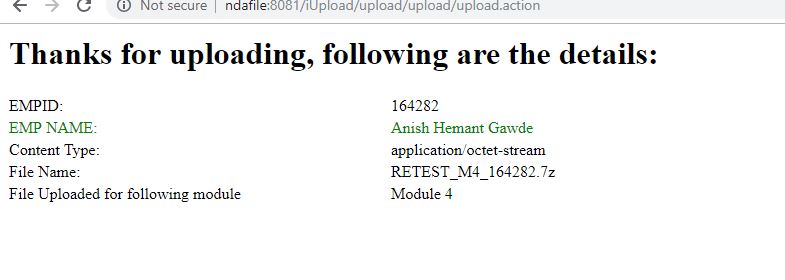 Not secure | ndafile:8081/iUpload/upload/upload/upload.action
Thanks for uploading, following are the details:
EMPID: 164282
EMP NAME: Anish Hemant Gawde
Content Type: application/octet-stream
File Name: RETEST_M4_164282.7z
File Uploaded for following module Module 4